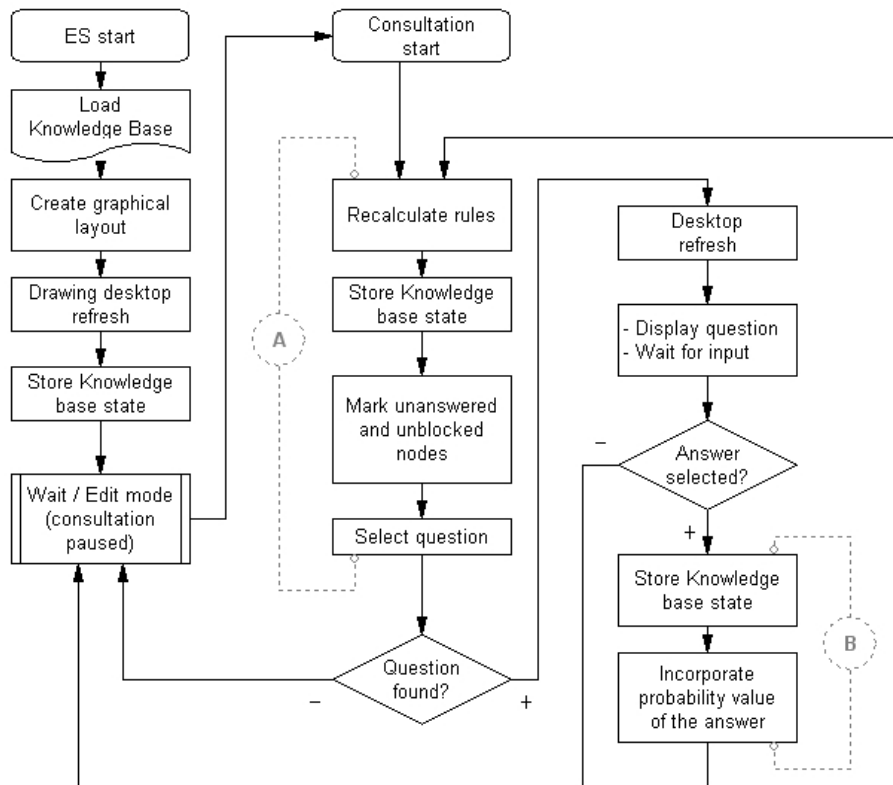 ES start
Load
Knowledge Base
Create graphical
layout
Drawing desktop
refresh
Store Knowledge
base state
Wait / Edit mode
(consultation
paused)
Consultation
start
Recalculate rules
Store Knowledge
base state
Mark unanswered
and unblocked
nodes
Select question
Question
found?
–
+
A
Desktop
refresh
- Display question
- Wait for input
Answer
selected?
–
+
Store Knowledge
base state
Incorporate
probability value
of the answer
B